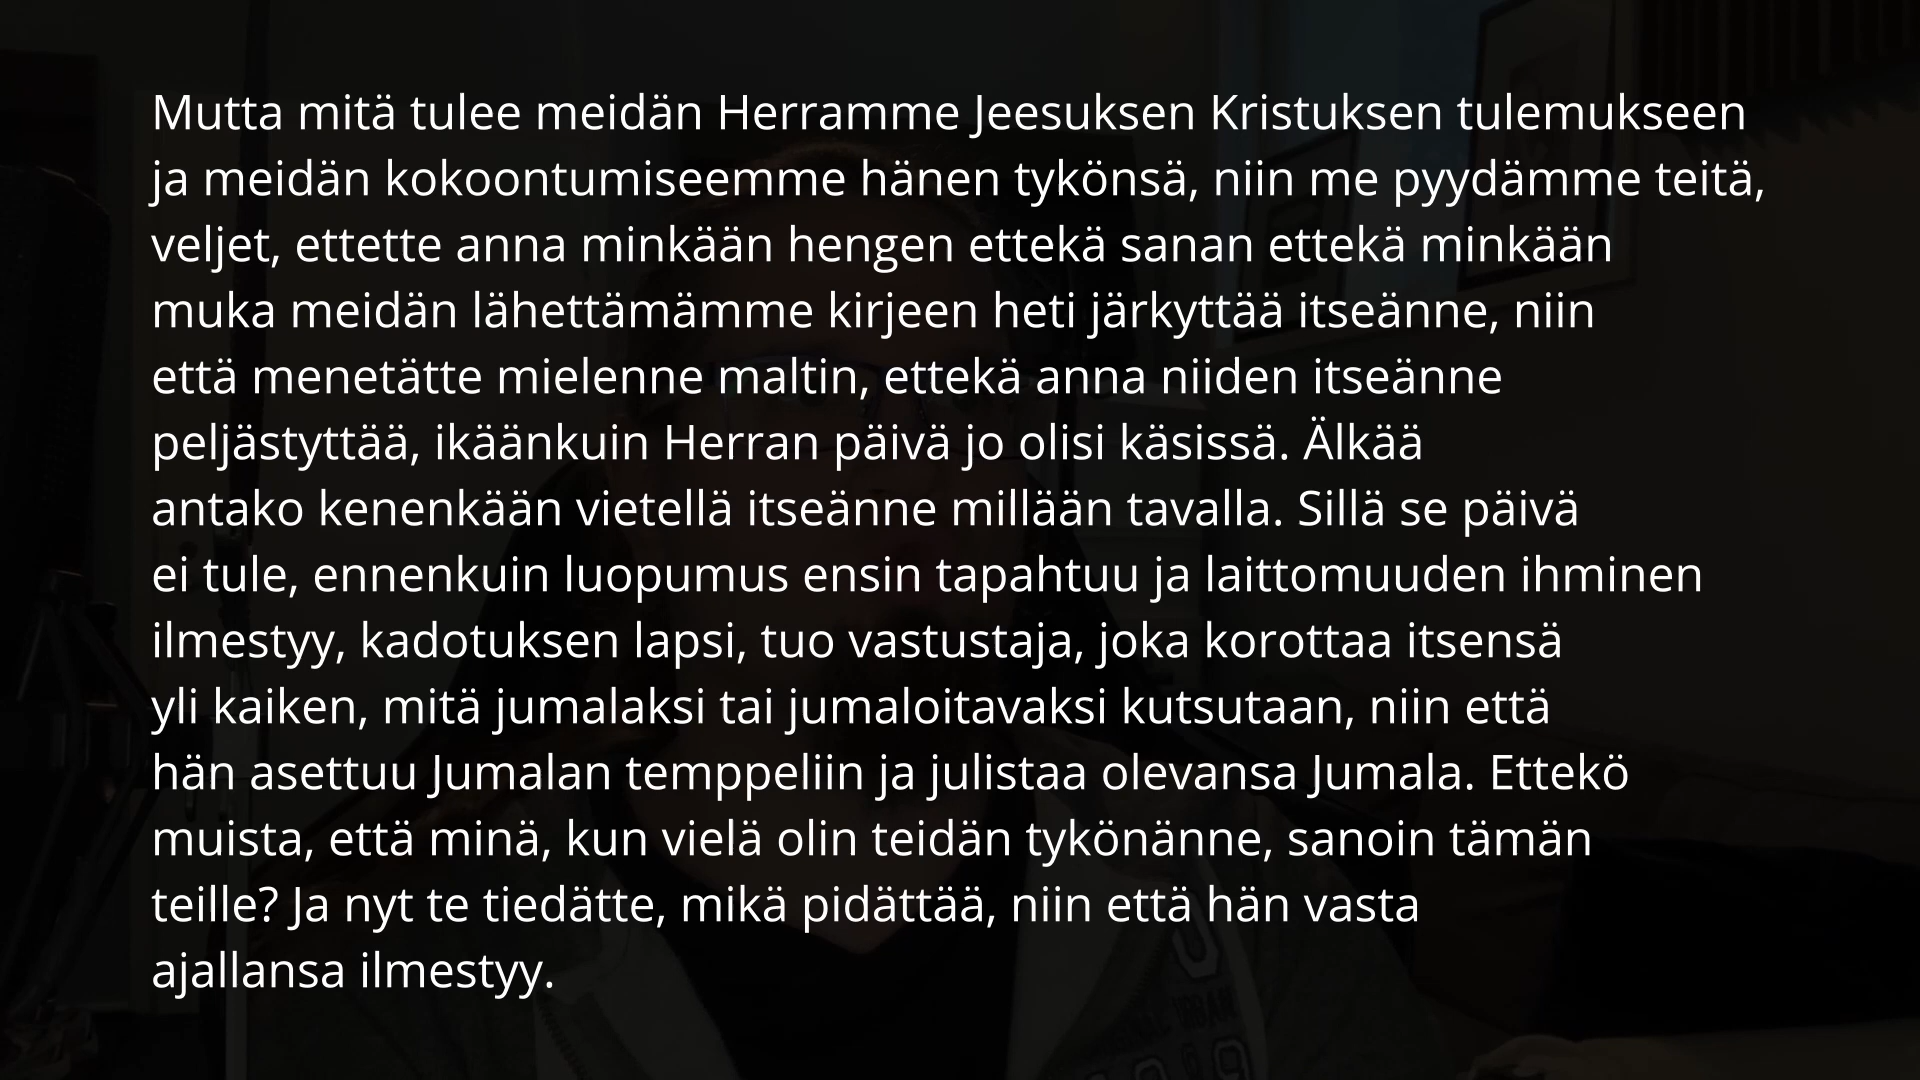 Mutta mitä tulee meidän Herramme Jeesuksen Kristuksen tulemukseen
ja meidän kokoontumiseemme hänen tykönsä, niin me pyydämme teitä,
veljet, ettette anna minkään hengen ettekä sanan ettekä minkään
muka meidän lähettämämme kirjeen heti järkyttää itseänne, niin
että menetätte mielenne maltin, ettekä anna niiden itseänne
peljästyttää, ikäänkuin Herran päivä jo olisi käsissä. Älkää
antako kenenkään vietellä itseänne millään tavalla. Sillä se päivä
ei tule, ennenkuin luopumus ensin tapahtuu ja laittomuuden ihminen
ilmestyy, kadotuksen lapsi, tuo vastustaja, joka korottaa itsensä
yli kaiken, mitä jumalaksi tai jumaloitavaksi kutsutaan, niin että
hän asettuu Jumalan temppeliin ja julistaa olevansa Jumala. Ettekö
muista, että minä, kun vielä olin teidän tykönänne, sanoin tämän
teille? Ja nyt te tiedätte, mikä pidättää, niin että hän vasta
ajallansa ilmestyy.